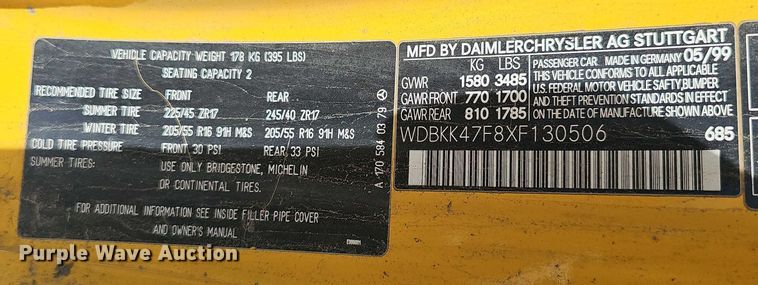 VEHICLE CAPACITY WEIGHT 178 KG (395 LBS)
SEATING CAPACITY 2
RECOMMENDED TIRE SIZE FRONT REAR
SUMMER TIRE 225/45 ZR17 245/40 ZR17
WINTER TIRE 205/55 R16 91H M&S 205/55 R16 91H M&S
COLD TIRE PRESSURE FRONT 30 PSI REAR 33 PSI
SUMMER TIRES: USE ONLY BRIDGESTONE, MICHELIN
OR CONTINENTAL TIRES.
FOR ADDITIONAL INFORMATION SEE INSIDE FILLER PIPE COVER
AND OWNER'S MANUAL
A 170 584 03 79
MFD BY DAIMLERCHRYSLER AG STUTTGART
KG LBS PASSENGER CAR. MADE IN GERMANY 05/99
GVWR 1580 3485 THIS VEHICLE CONFORMS TO ALL
GAWR FRONT 770 1700
GAWR REAR 810 1785
APPLICABLE U.S. FEDERAL MOTOR
VEHICLE SAFETY, BUMPER
AND THEFT PREVENTION STANDARDS
IN EFFECT ON THE DATE OF
MANUFACTURE SHOWN ABOVE
WDBKK47F8XF130506 685
Purple Wave Auction